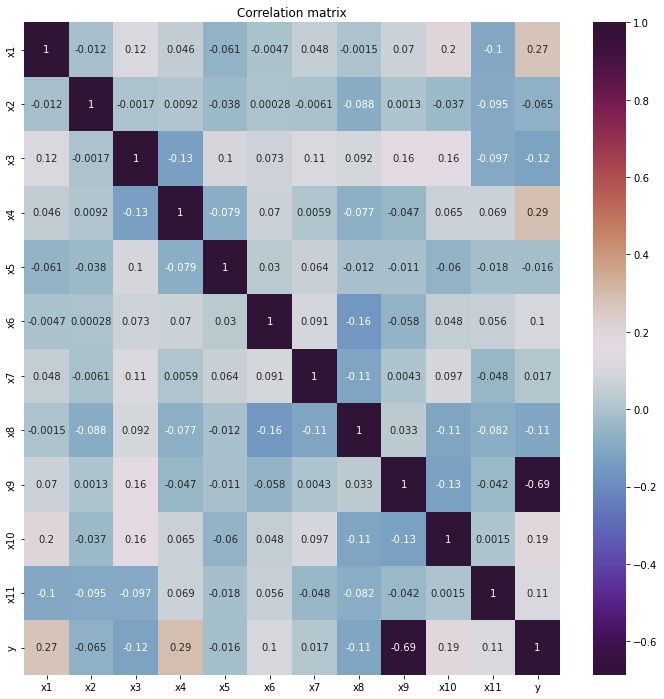 Correlation matrix
x1 1 -0.012 0.12 0.046 -0.061 -0.0047 0.048 -0.0015 0.07 0.2 -0.1 0.27
x2 -0.012 1 -0.0017 0.0092 -0.038 0.00028 -0.0061 -0.088 0.0013 -0.037 -0.095 -0.065
x3 0.12 -0.0017 1 -0.13 0.1 0.073 0.11 0.092 0.16 0.16 -0.097 -0.12
x4 0.046 0.0092 -0.13 1 -0.079 0.07 0.0059 -0.077 -0.047 0.065 0.069 0.29
x5 -0.061 -0.038 0.1 -0.079 1 0.03 0.064 -0.012 -0.011 -0.06 -0.018 -0.016
x6 -0.0047 0.00028 0.073 0.07 0.03 1 0.091 -0.16 -0.058 0.048 0.056 0.1
x7 0.048 -0.0061 0.11 0.0059 0.064 0.091 1 -0.11 0.0043 0.097 -0.048 0.017
x8 -0.0015 -0.088 0.092 -0.077 -0.012 -0.16 -0.11 1 0.033 -0.11 -0.082 -0.11
x9 0.07 0.0013 0.16 -0.047 -0.011 -0.058 0.0043 0.033 1 -0.13 -0.042 -0.69
x10 0.2 -0.037 0.16 0.065 -0.06 0.048 0.097 -0.11 -0.13 1 0.0015 0.19
x11 -0.1 -0.095 -0.097 0.069 -0.018 0.056 -0.048 -0.082 -0.042 0.0015 1 0.11
y 0.27 -0.065 -0.12 0.29 -0.016 0.1 0.017 -0.11 -0.69 0.19 0.11 1
x1 x2 x3 x4 x5 x6 x7 x8 x9 x10 x11 y
1.0
0.8
0.6
0.4
0.2
0.0
−0.2
−0.4
−0.6